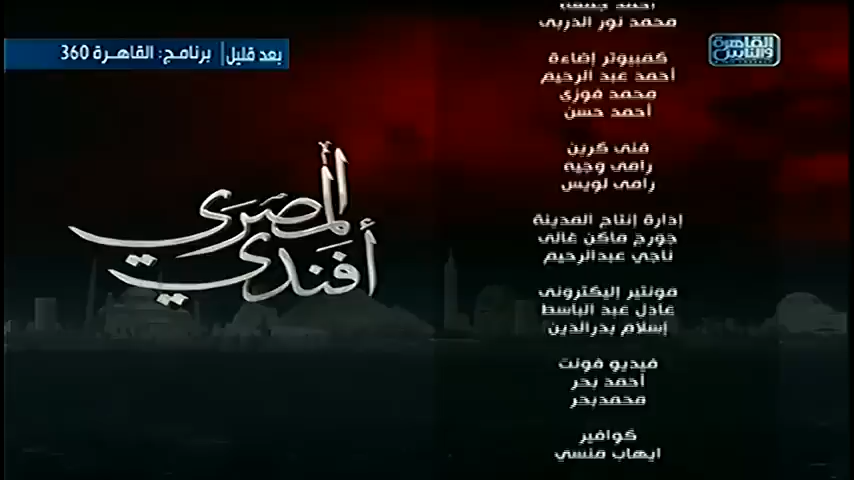 محمد نور الدربي
القاهرة
والناس
بعد قليل برنامج: القاهرة 360
كمبيوتر إضاءة
أحمد عبد الرحيم
محمد فوزى
أحمد حسن
فنى كرين
رامى وجيه
رامى لويس
المصري
أفندي
إدارة إنتاج المدينة
جورج ماكن غالى
ناجي عبدالرحيم
مونتير إليكترونى
عادل عبد الباسط
إسلام بدرالدين
فيديو فونت
أحمد بحر
محمدبحر
كوافير
ايهاب منسي